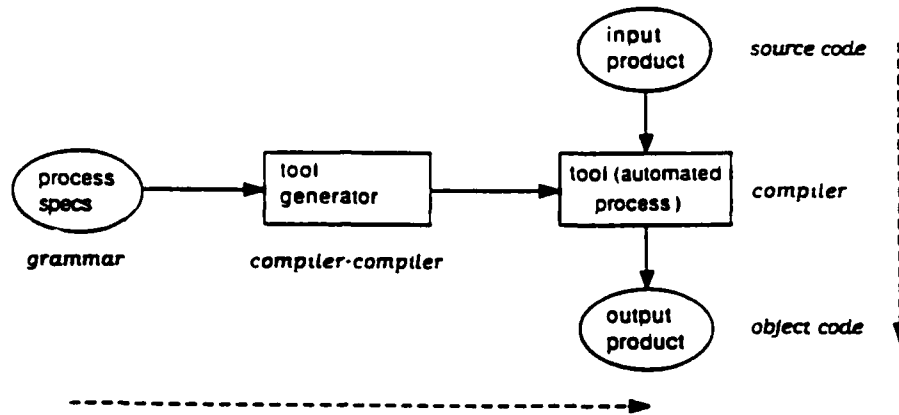 input
product
source code
process
specs
tool
generator
tool (automated
process)
compiler
grammar
compiler-compiler
output
product
object code